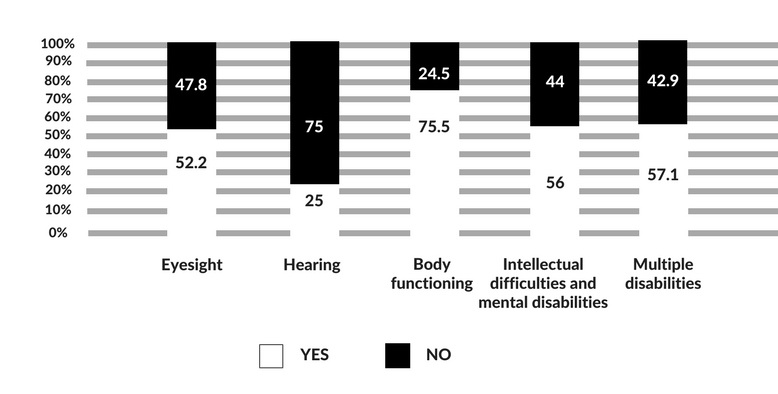 100%
90%
80%
70%
60%
50%
40%
30%
20%
10%
0%
47.8
52.2
75
25
24.5
75.5
44
56
42.9
57.1
Eyesight
Hearing
Body
functioning
Intellectual
difficulties and
mental disabilities
Multiple
disabilities
YES
NO